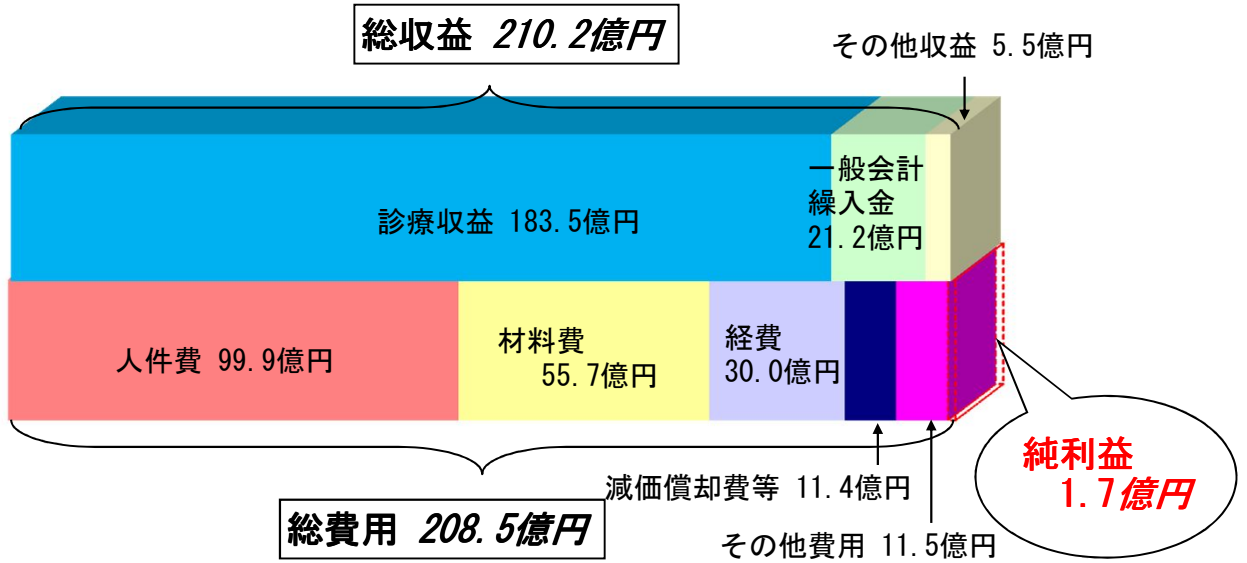 総収益 210.2億円
その他収益 5.5億円
診療収益 183.5億円
一般会計
繰入金
21.2億円
人件費 99.9億円
材料費
55.7億円
経費
30.0億円
純利益
1.7億円
減価償却費等 11.4億円
総費用 208.5億円
その他費用 11.5億円